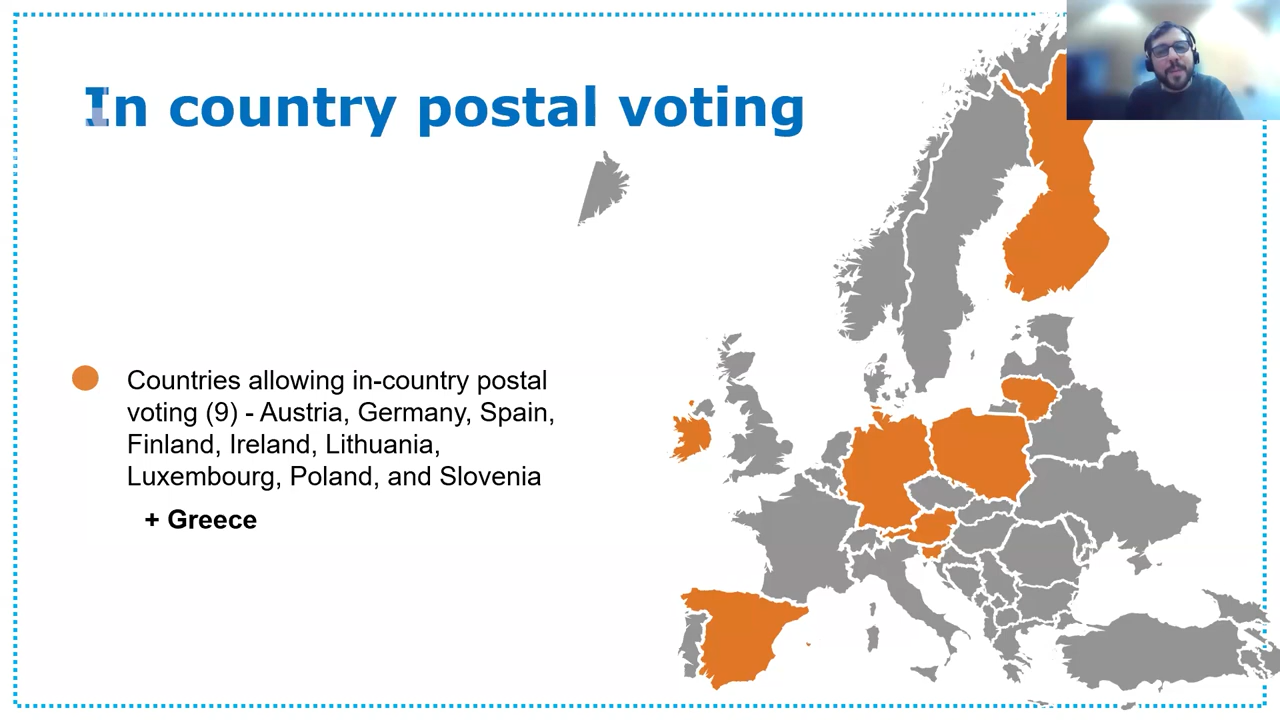 In country postal voting
Countries allowing in-country postal
voting (9) - Austria, Germany, Spain,
Finland, Ireland, Lithuania,
Luxembourg, Poland, and Slovenia
+ Greece